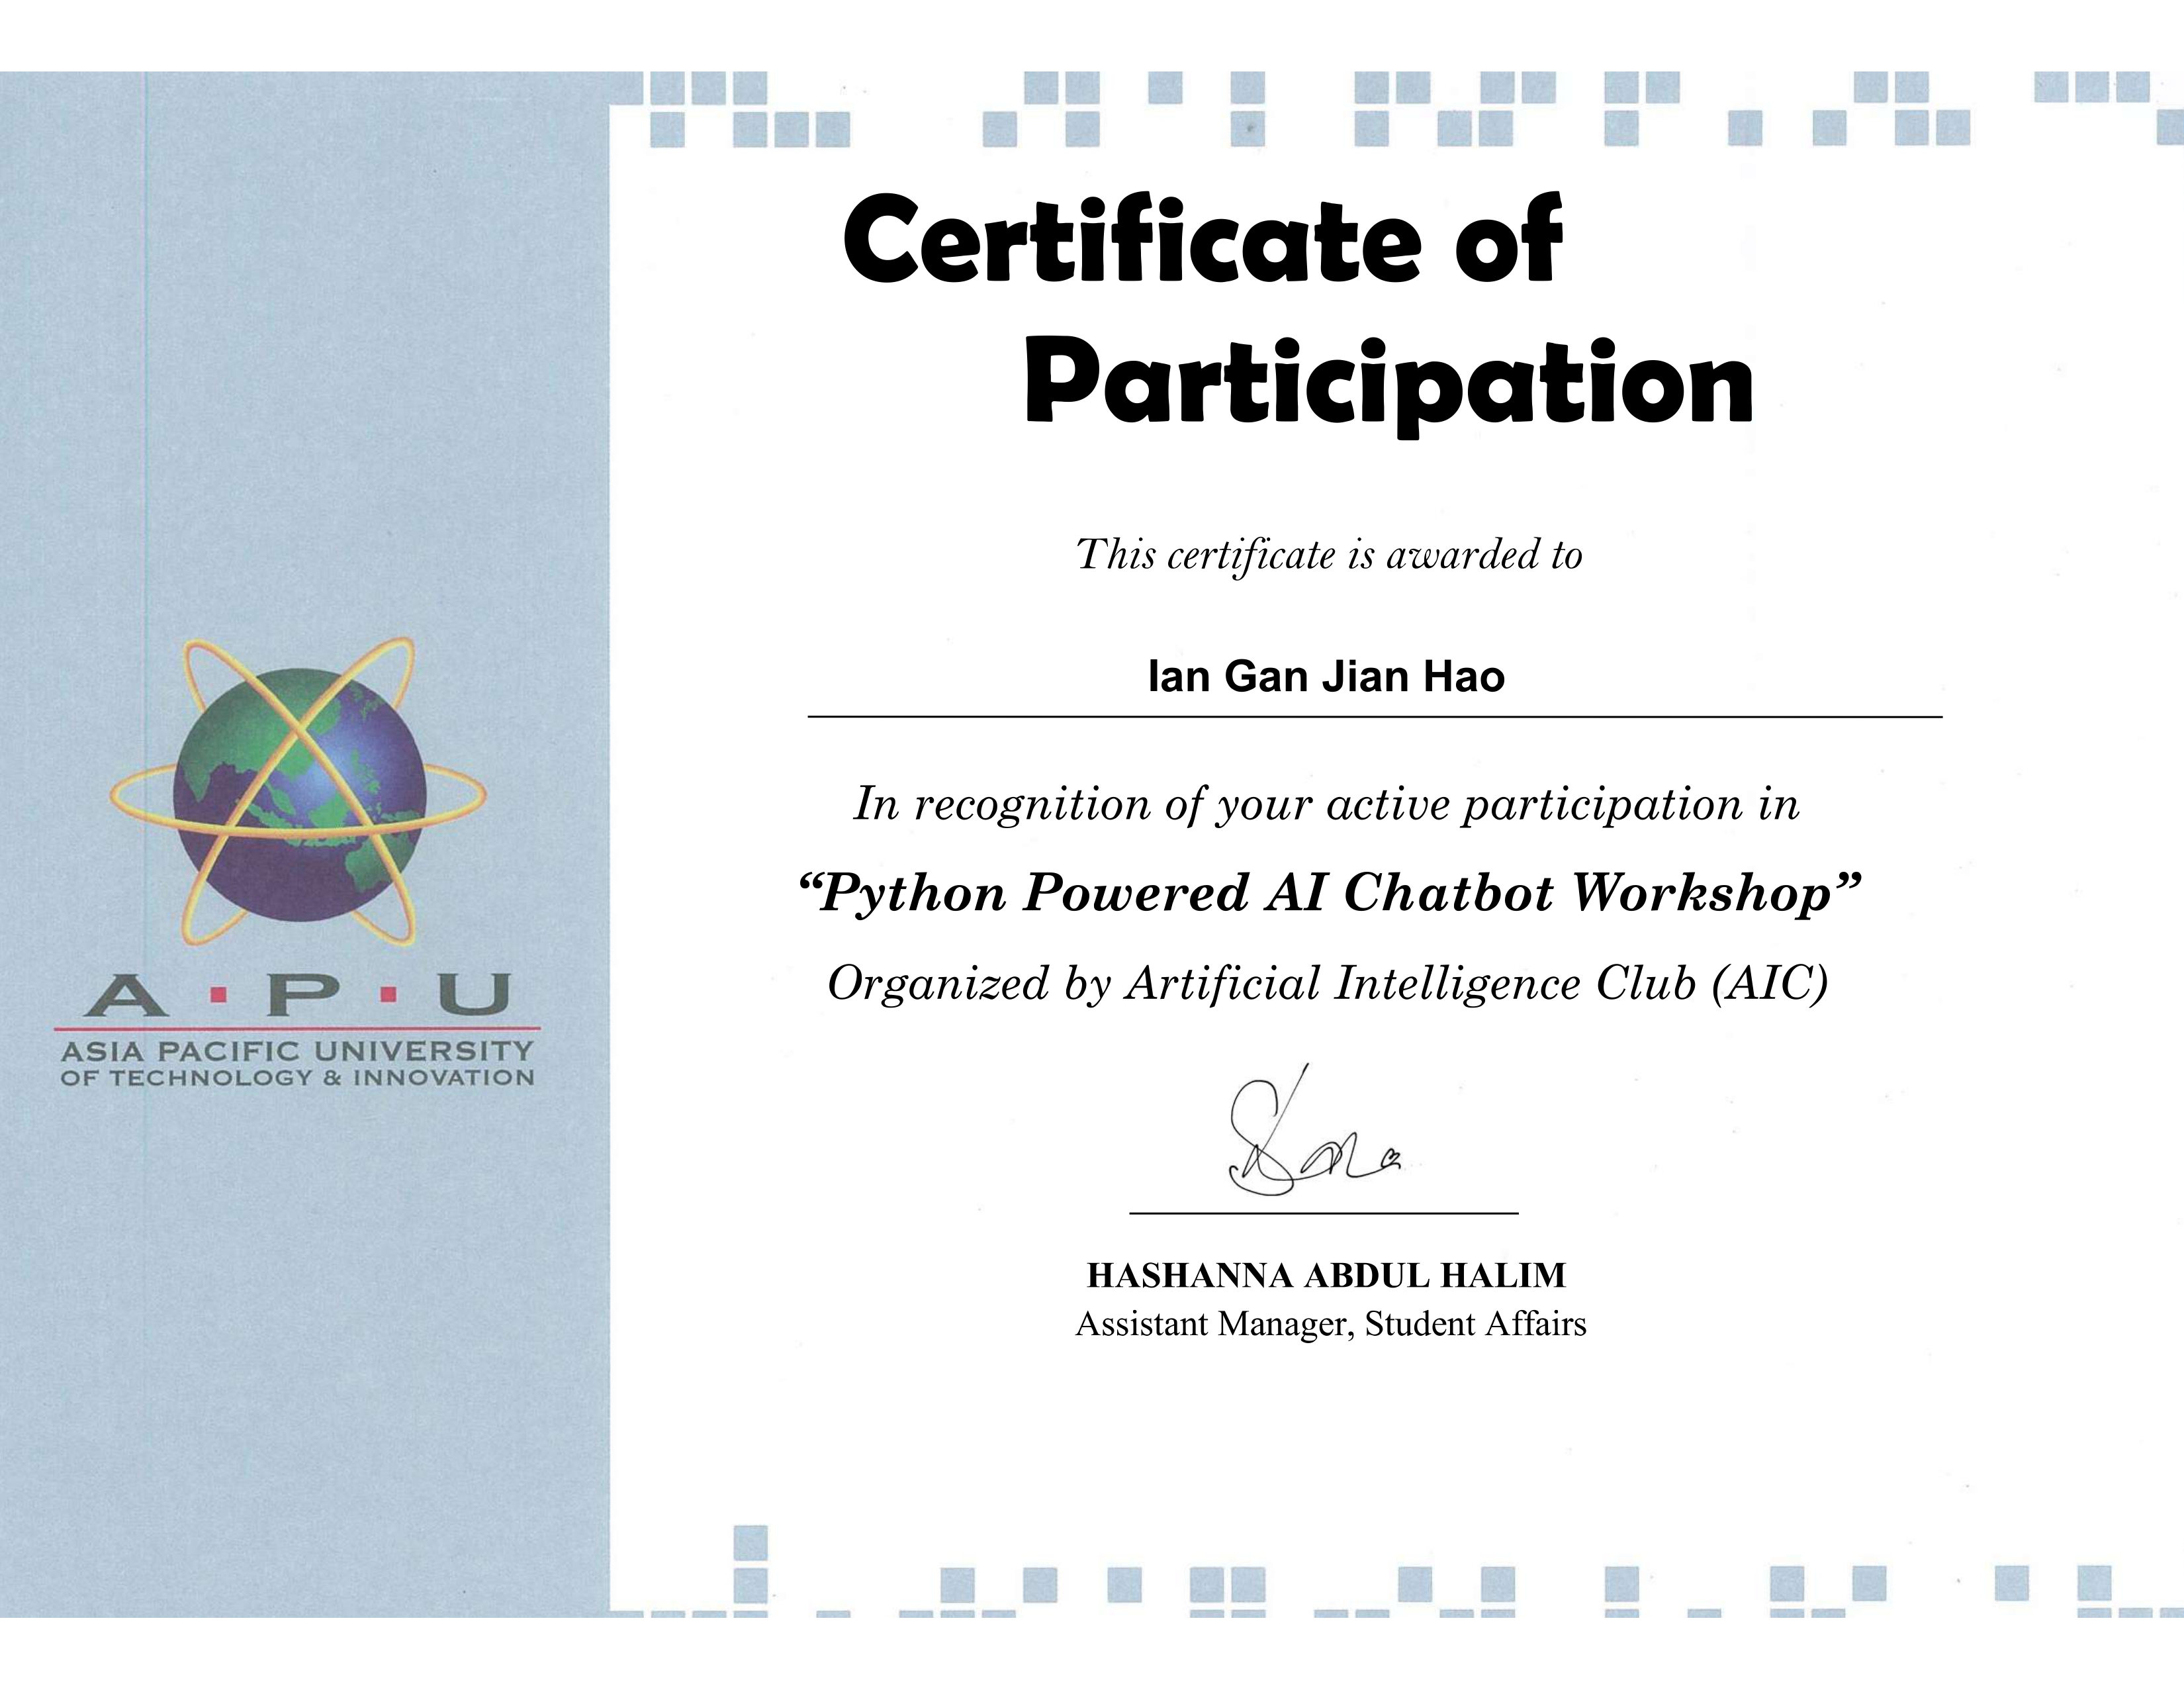 Certificate of
Participation
This certificate is awarded to
Ian Gan Jian Hao
In recognition of your active participation in
“Python Powered AI Chatbot Workshop”
Organized by Artificial Intelligence Club (AIC)
HASHANNA ABDUL HALIM
Assistant Manager, Student Affairs
A·P·U
ASIA PACIFIC UNIVERSITY
OF TECHNOLOGY & INNOVATION